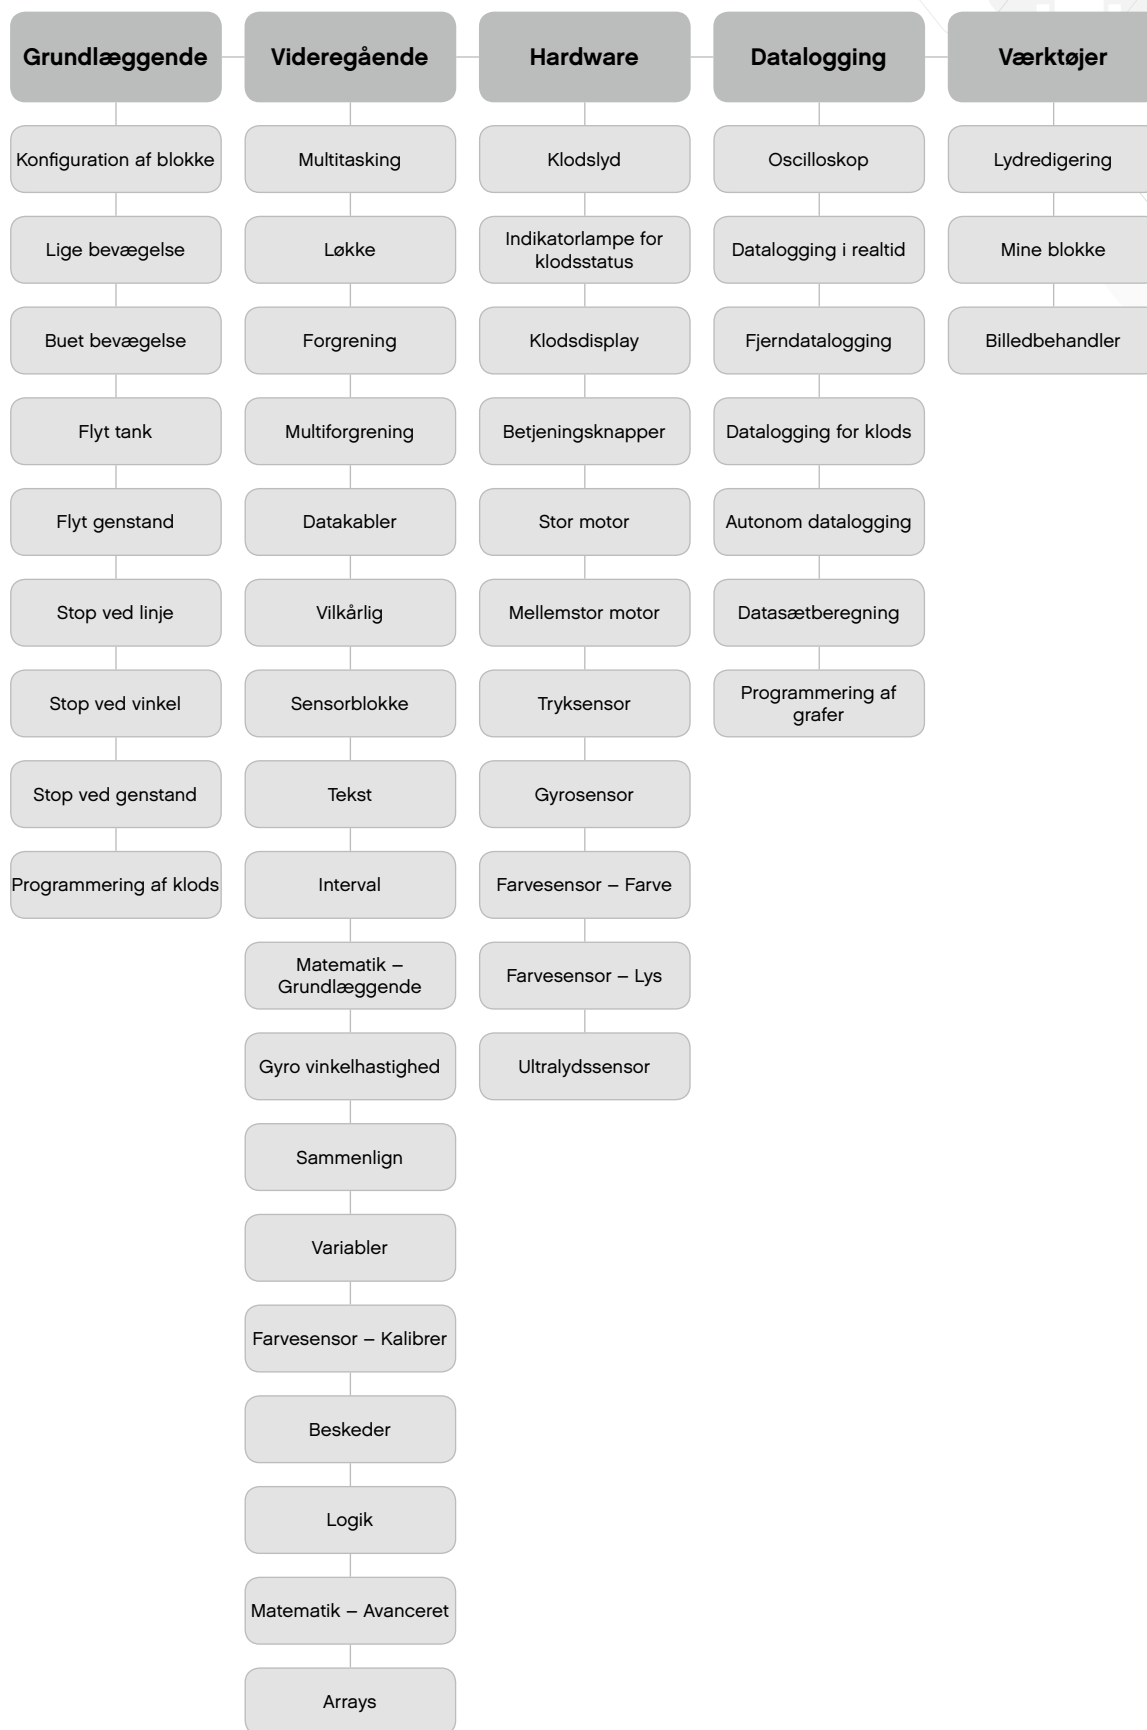 Grundlæggende
Konfiguration af blokke
Lige bevægelse
Buet bevægelse
Flyt tank
Flyt genstand
Stop ved linje
Stop ved vinkel
Stop ved genstand
Programmering af klods
Videregående
Multitasking
Løkke
Forgrening
Multiforgrening
Datakabler
Vilkårlig
Sensorblokke
Tekst
Interval
Matematik –
Grundlæggende
Gyro vinkelhastighed
Sammenlign
Variabler
Farvesensor – Kalibrer
Beskeder
Logik
Matematik – Avanceret
Arrays
Hardware
Klodslyd
Indikatorlampe for
klodsstatus
Klodsdisplay
Betjeningsknapper
Stor motor
Mellemstor motor
Tryksensor
Gyrosensor
Farvesensor – Farve
Farvesensor – Lys
Ultralydssensor
Datalogging
Oscilloskop
Datalogging i realtid
Fjerndatalogging
Datalogging for klods
Autonom datalogging
Datasætberegning
Programmering af
grafer
Værktøjer
Lydredigering
Mine blokke
Billedbehandler